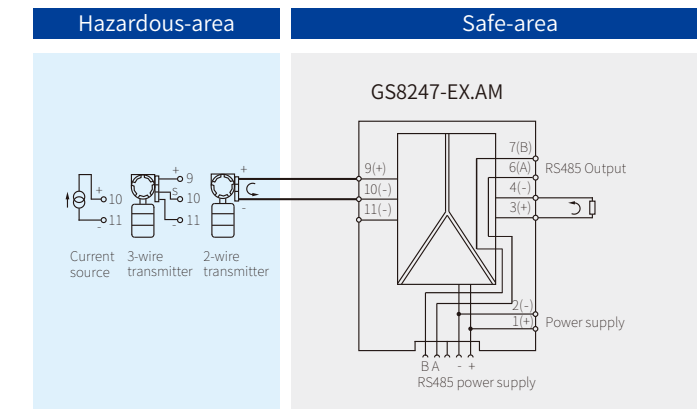 Hazardous-area
Safe-area
GS8247-EX.AM
7(B)
6(A) RS485 Output
4(-)
3(+)
9(+)
10(-)
11(-)
+ 9
S 10
- 11
+ 10
- 11
+
-
Current source
3-wire transmitter
2-wire transmitter
2(-)
1(+) Power supply
B A - +
RS485 power supply